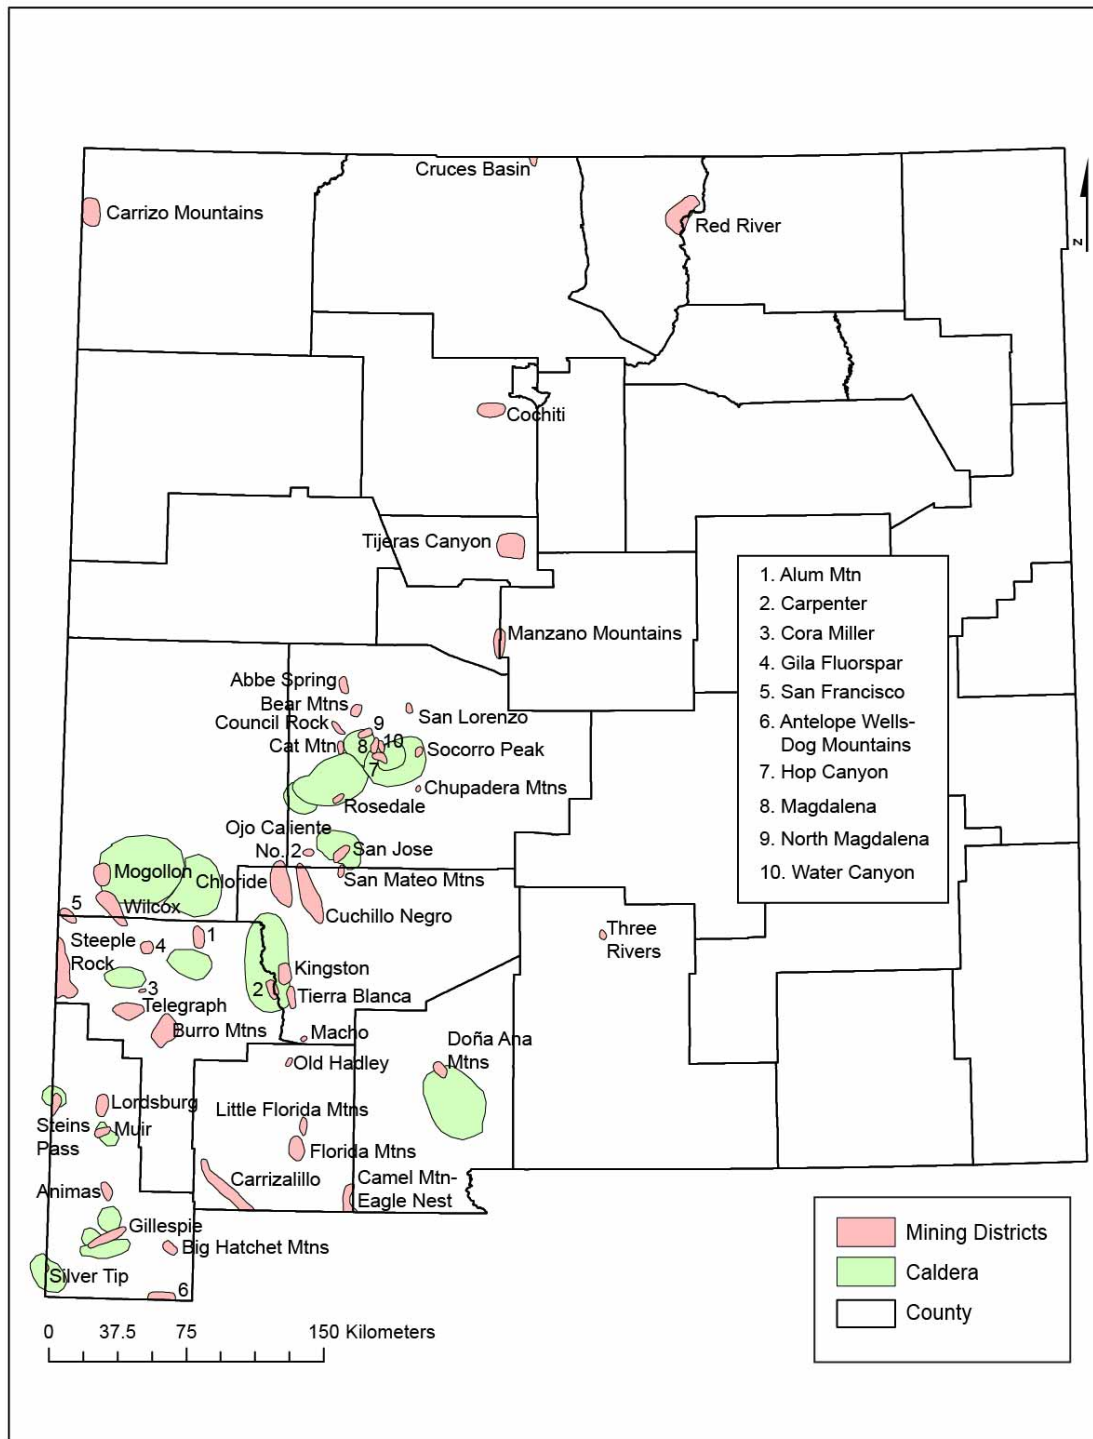 Cruces Basin
Carrizo Mountains
Red River
z
Cochiti
Tijeras Canyon
Manzano Mountains
1. Alum Mtn
2. Carpenter
3. Cora Miller
4. Gila Fluorspar
5. San Francisco
6. Antelope Wells-
Dog Mountains
7. Hop Canyon
8. Magdalena
9. North Magdalena
10. Water Canyon
Abbe Spring
Bear Mtns
San Lorenzo
Council Rock
9
Cat Mtn
8
10
Socorro Peak
7
Chupadera Mtns
Rosedale
Ojo Caliente
No. 2
San Jose
Mogollon
Chloride
San Mateo Mtns
Wilcox
Cuchillo Negro
5
Steeple
Rock
4
1
Three
Rivers
Kingston
3
2
Tierra Blanca
Telegraph
Burro Mtns
Macho
Doña Ana
Mtns
Old Hadley
Lordsburg
Little Florida Mtns
Steins
Pass
Muir
Florida Mtns
Animas
Carrizalillo
Camel Mtn-
Eagle Nest
Gillespie
Big Hatchet Mtns
Silver Tip
6
Mining Districts
Caldera
County
0 37.5 75 150 Kilometers